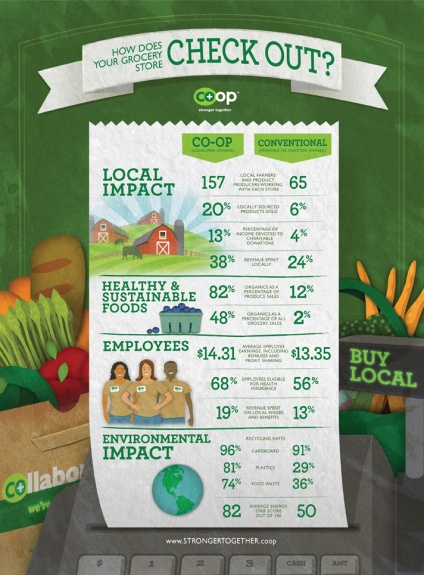 HOW DOES
YOUR GROCERY
STORE
CHECK OUT?
co+op
stronger together
CO-OP
CONVENTIONAL
LOCAL
IMPACT
157
LOCAL FARMERS
AND PRODUCT
PRODUCERS WORKING
WITH EACH STORE
65
20%
LOCALLY SOURCED
PRODUCTS SOLD
6%
13%
PERCENTAGE OF
INCOME DEVOTED TO
CHARITABLE
DONATIONS
4%
38%
REVENUE SPENT
LOCALLY
24%
HEALTHY &
SUSTAINABLE
FOODS
82%
ORGANICS AS A
PERCENTAGE OF
PRODUCE SALES
12%
48%
ORGANICS AS A
PERCENTAGE OF ALL
GROCERY SALES
2%
EMPLOYEES
$14.31
AVERAGE EMPLOYEE
EARNINGS, INCLUDING
BONUSES AND
PROFIT SHARING
$13.35
68%
EMPLOYEES ELIGIBLE
FOR HEALTH
INSURANCE
56%
19%
REVENUE SPENT
ON LOCAL WAGES
AND BENEFITS
13%
ENVIRONMENTAL
IMPACT
RECYCLING RATES
96%
CARDBOARD
91%
81%
PLASTICS
29%
74%
FOOD WASTE
36%
82
AVERAGE ENERGY
STAR SCORE
OUT OF 100
50
BUY
LOCAL
co+llabor
we're
www.STRONGERTOGETHER.coop
$ 1 2 3 CASH AMT